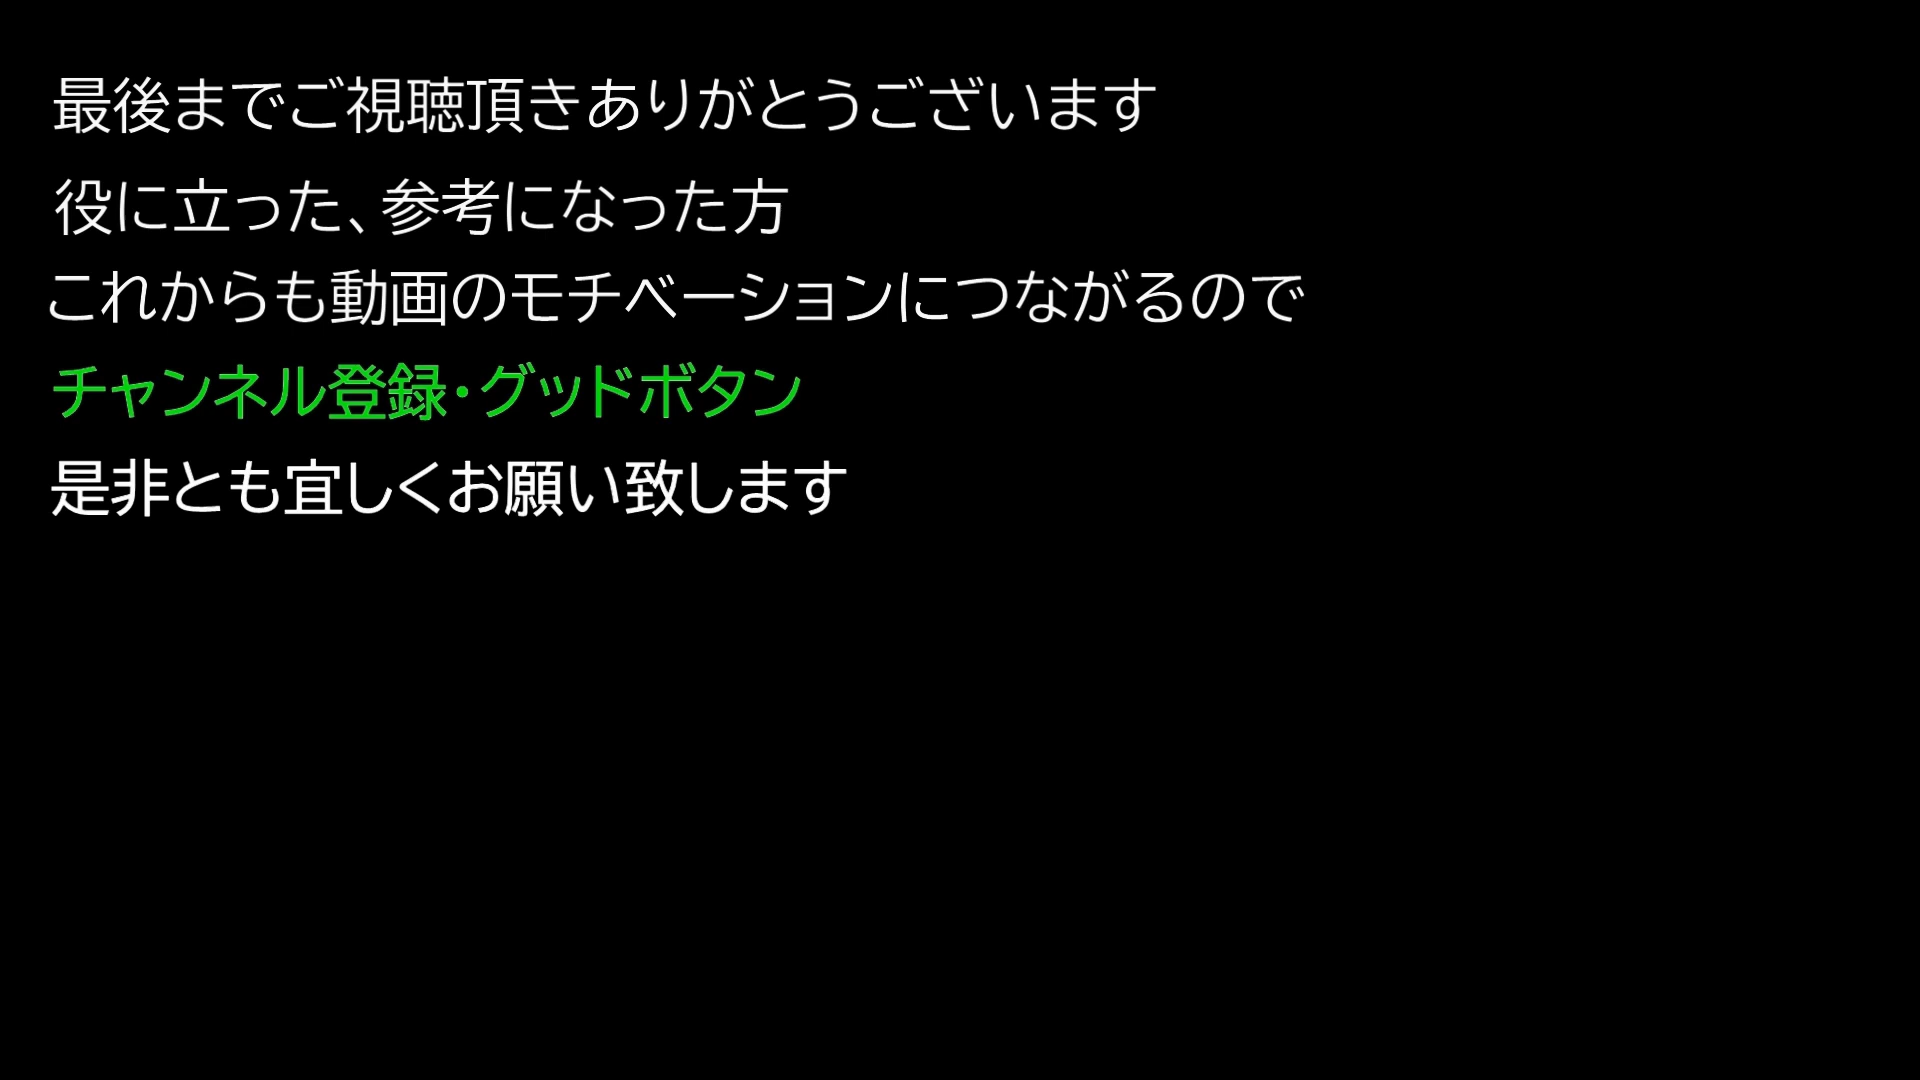 最後までご視聴頂きありがとうございます
役に立った、参考になった方
これからも動画のモチベーションにつながるので
チャンネル登録・グッドボタン
是非とも宜しくお願い致します